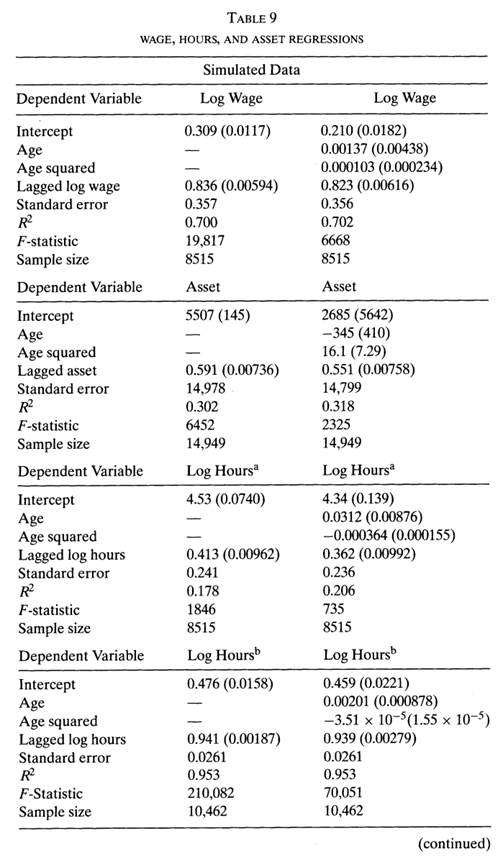 TABLE 9
WAGE, HOURS, AND ASSET REGRESSIONS
Simulated Data
Dependent Variable Log Wage Log Wage
Intercept 0.309 (0.0117) 0.210 (0.0182)
Age — 0.00137 (0.00438)
Age squared — 0.000103 (0.000234)
Lagged log wage 0.836 (0.00594) 0.823 (0.00616)
Standard error 0.357 0.356
R² 0.700 0.702
F-statistic 19,817 6668
Sample size 8515 8515
Dependent Variable Asset Asset
Intercept 5507 (145) 2685 (5642)
Age — −345 (410)
Age squared — 16.1 (7.29)
Lagged asset 0.591 (0.00736) 0.551 (0.00758)
Standard error 14,978 14,799
R² 0.302 0.318
F-statistic 6452 2325
Sample size 14,949 14,949
Dependent Variable Log Hoursᵃ Log Hoursᵃ
Intercept 4.53 (0.0740) 4.34 (0.139)
Age — 0.0312 (0.00876)
Age squared — −0.000364 (0.000155)
Lagged log hours 0.413 (0.00962) 0.362 (0.00992)
Standard error 0.241 0.236
R² 0.178 0.206
F-statistic 1846 735
Sample size 8515 8515
Dependent Variable Log Hoursᵇ Log Hoursᵇ
Intercept 0.476 (0.0158) 0.459 (0.0221)
Age — 0.00201 (0.000878)
Age squared — −3.51 × 10⁻⁵(1.55 × 10⁻⁵)
Lagged log hours 0.941 (0.00187) 0.939 (0.00279)
Standard error 0.0261 0.0261
R² 0.953 0.953
F-Statistic 210,082 70,051
Sample size 10,462 10,462
(continued)